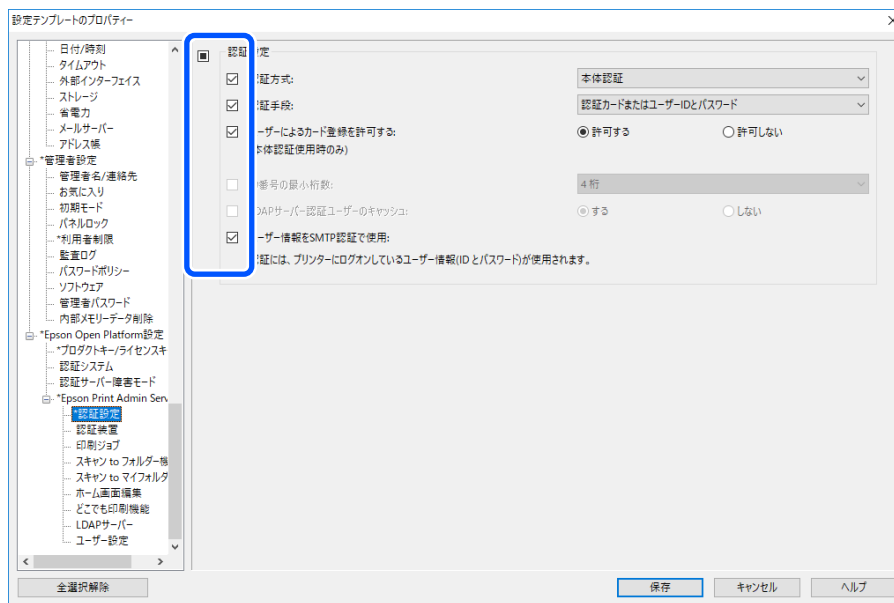 設定テンプレートのプロパティー
日付/時刻
タイムアウト
外部インターフェイス
ストレージ
省電力
メールサーバー
アドレス帳
*管理者設定
管理者名/連絡先
お気に入り
初期モード
パネルロック
*利用者制限
監査ログ
パスワードポリシー
ソフトウェア
管理者パスワード
内部メモリーデータ削除
*Epson Open Platform設定
*プロダクトキー/ライセンスキ
認証システム
認証サーバー障害モード
*Epson Print Admin Serv
*認証設定
認証装置
印刷ジョブ
スキャン to フォルダー機
スキャン to マイフォルダ
ホーム画面編集
どこでも印刷機能
LDAPサーバー
ユーザー設定
全選択解除
認証設定
証方式:
本体認証
証手段:
認証カードまたはユーザーIDとパスワード
ーザーによるカード登録を許可する:
許可する
許可しない
本体認証使用時のみ)
番号の最小桁数:
4 桁
DAPサーバー認証ユーザーのキャッシュ:
する
しない
ーザー情報をSMTP認証で使用:
証には、プリンターにログオンしているユーザー情報(ID とパスワード)が使用されます。
保存
キャンセル
ヘルプ